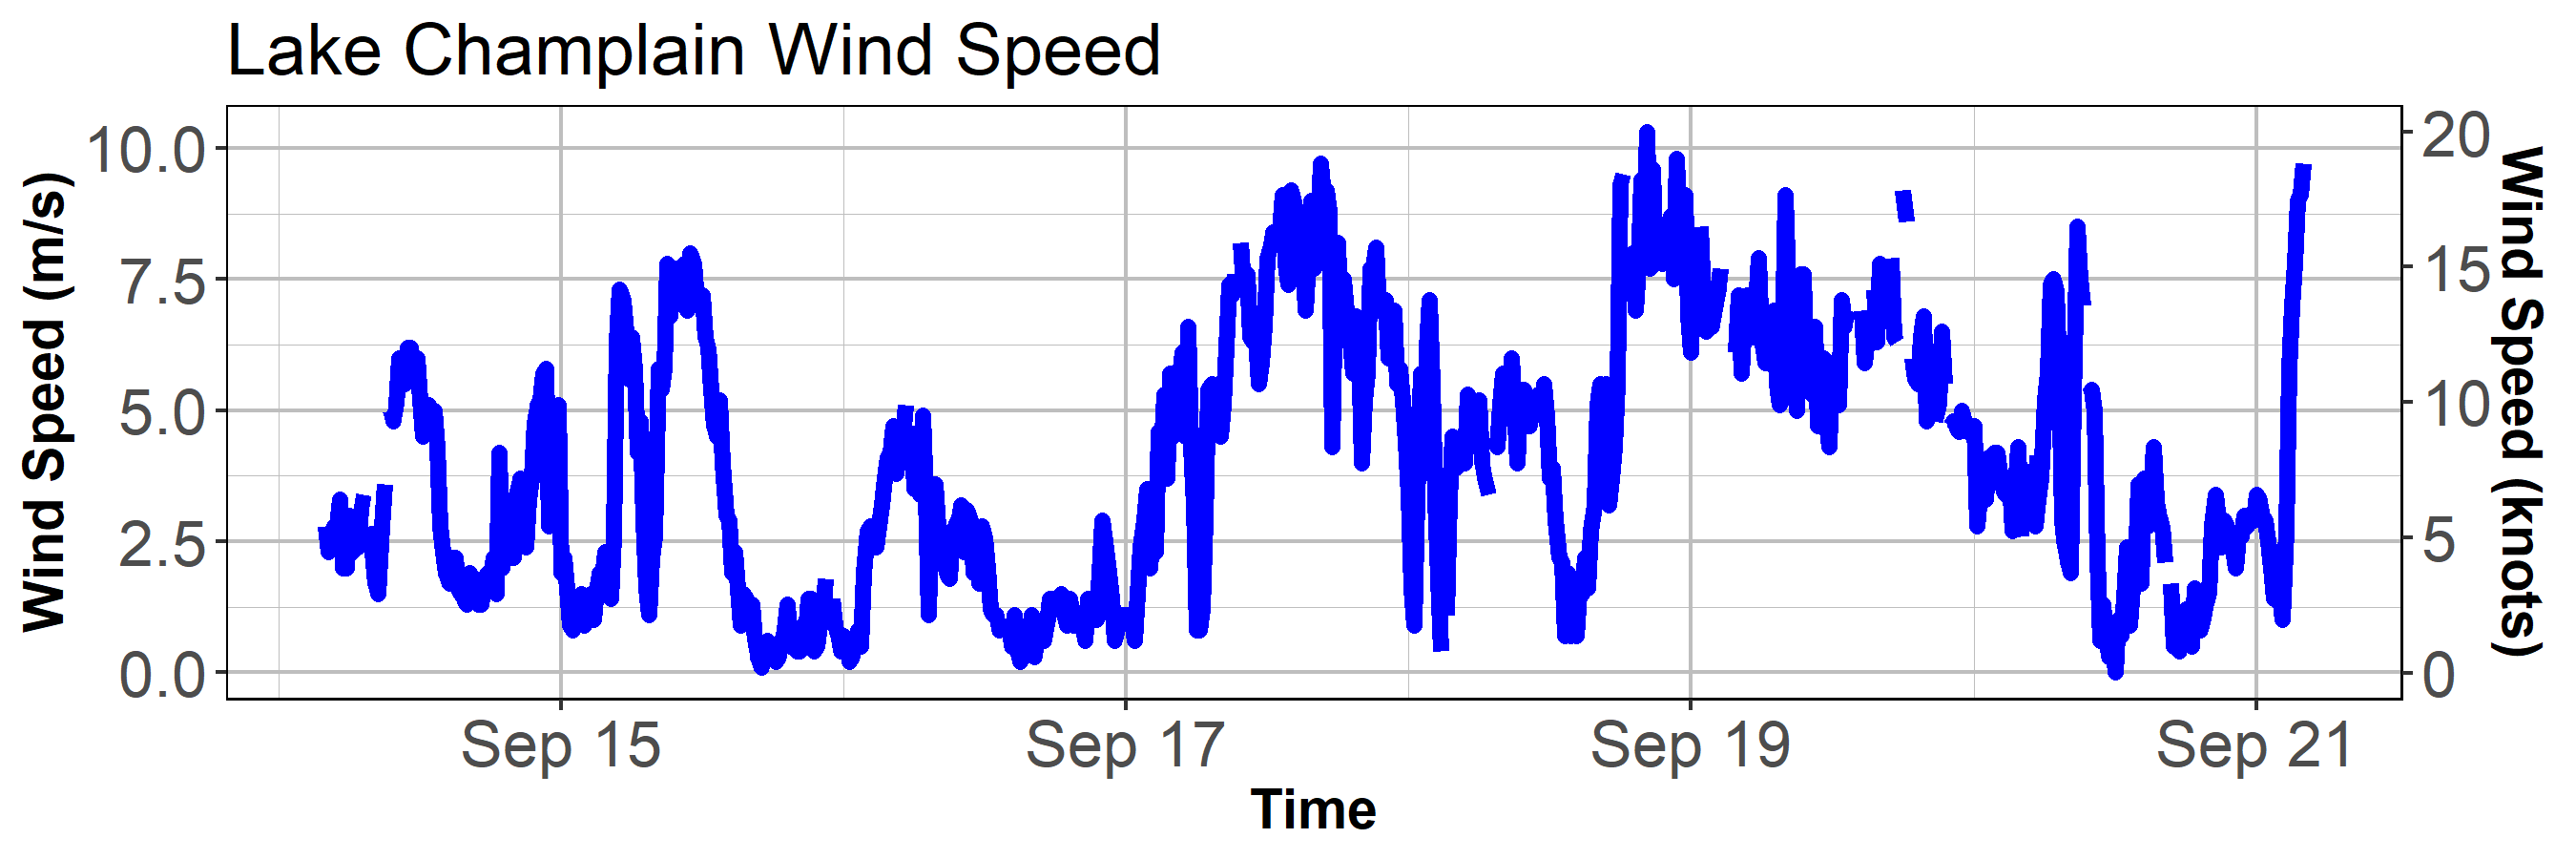 Lake Champlain Wind Speed
Wind Speed (m/s)
10.0
7.5
5.0
2.5
0.0
20
15
10
5
0
Wind Speed (knots)
Sep 15
Sep 17
Sep 19
Sep 21
Time